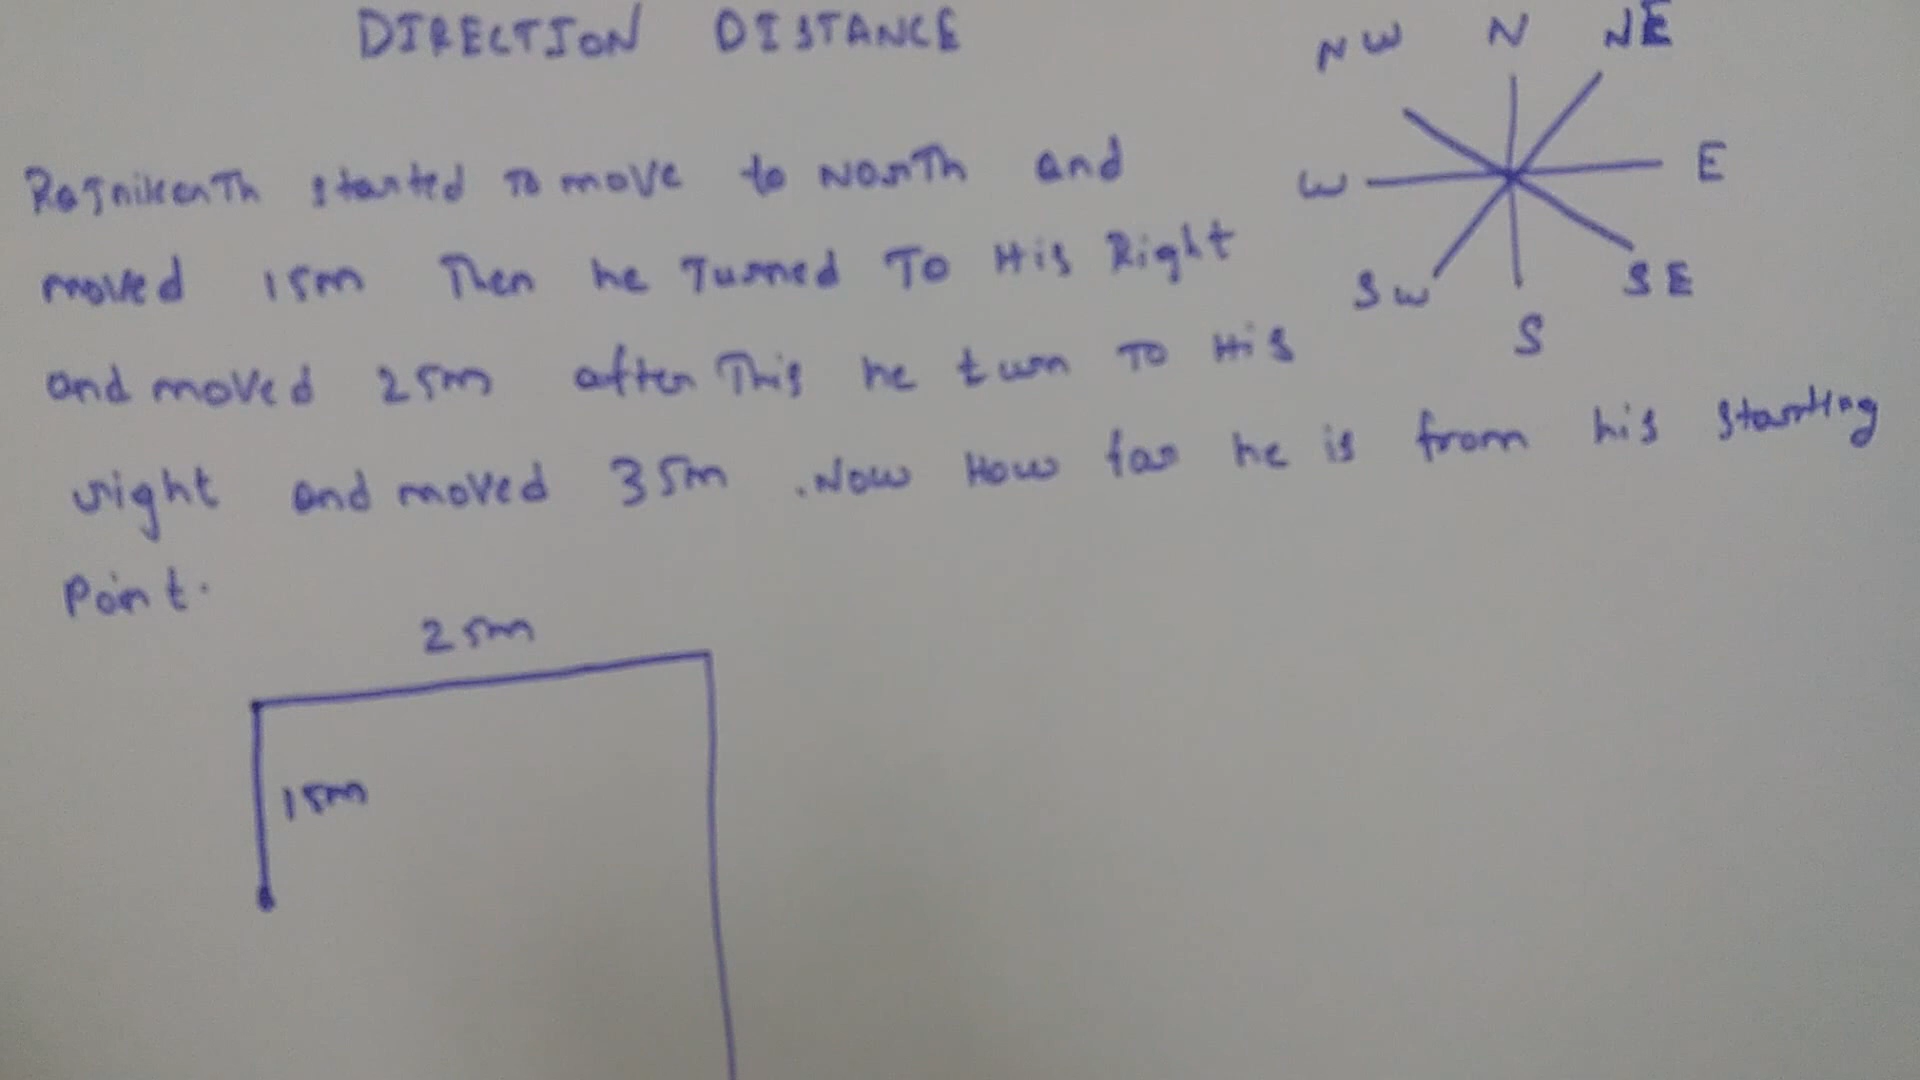 DIRECTION DISTANCE
NW N NE
W E
SW SE
S
Rajnikenth started To move to North and
moved 15m Then he Turned To His Right
and moved 25m after This he turn To His
right and moved 35m .Now How far he is from his starting
Point.
25m
15m